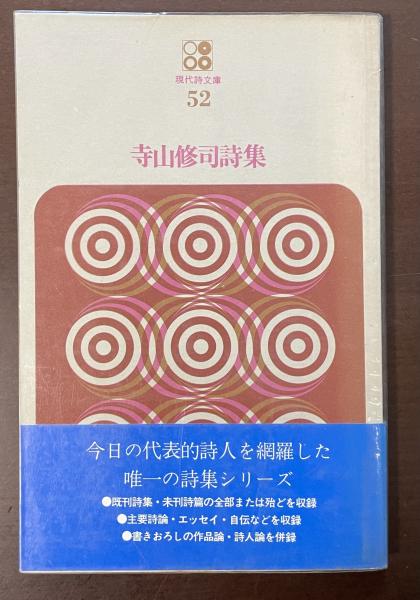 現代詩文庫
52
寺山修司詩集
今日の代表的詩人を網羅した
唯一の詩集シリーズ
●既刊詩集・未刊詩篇の全部または殆どを収録
●主要詩論・エッセイ・自伝などを収録
●書きおろしの作品論・詩人論を併録